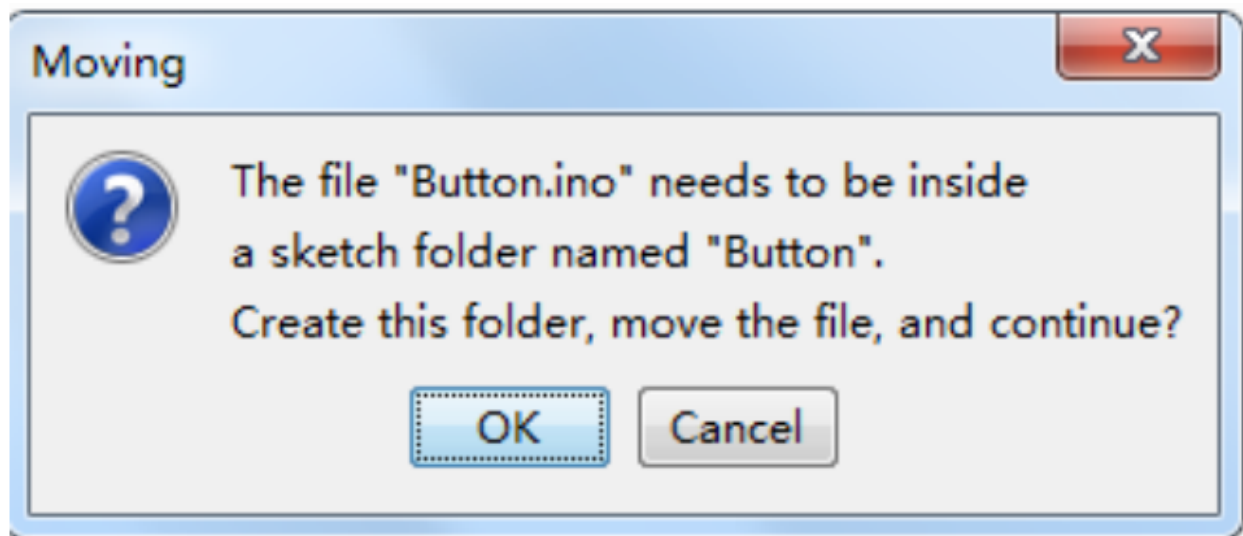 Moving
The file "Button.ino" needs to be inside
a sketch folder named "Button".
Create this folder, move the file, and continue?
OK
Cancel